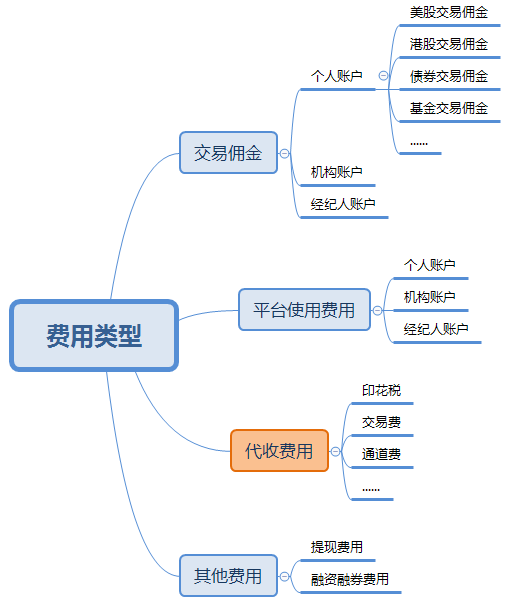 费用类型
交易佣金
个人账户
美股交易佣金
港股交易佣金
债券交易佣金
基金交易佣金
......
机构账户
经纪人账户
平台使用费用
个人账户
机构账户
经纪人账户
代收费用
印花税
交易费
通道费
......
其他费用
提现费用
融资融券费用